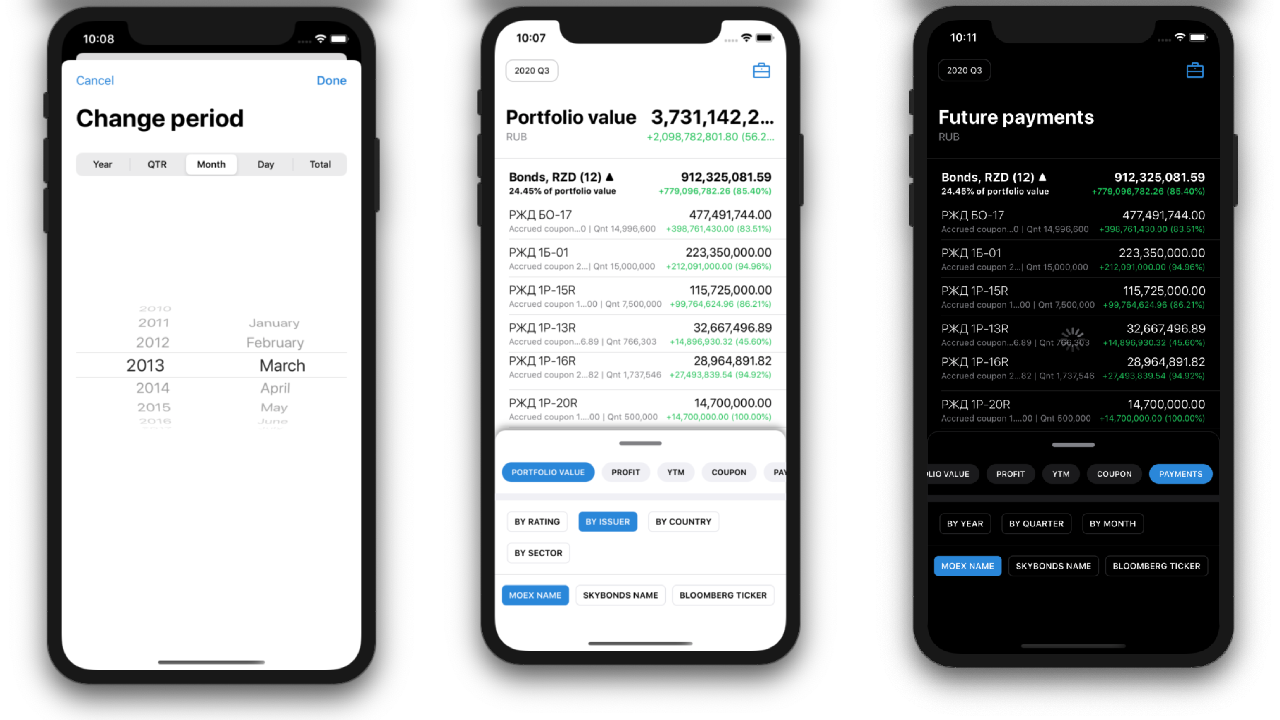 10:08
Cancel Done
Change period
Year QTR Month Day Total
2010
2011 January
2012 February
2013 March
2014 April
2015 May
2016 June
10:07
2020 Q3
Portfolio value 3,731,142,2...
RUB +2,098,782,801.80 (56.2...
Bonds, RZD (12) ▲ 912,325,081.59
24.45% of portfolio value +779,096,782.26 (85.40%)
РЖД БО-17 477,491,744.00
Accrued coupon...0 | Qnt 14,996,600 +398,761,430.00 (83.51%)
РЖД 1Б-01 223,350,000.00
Accrued coupon 2...| Qnt 15,000,000 +212,091,000.00 (94.96%)
РЖД 1Р-15R 115,725,000.00
Accrued coupon 1...00 | Qnt 7,500,000 +99,764,624.96 (86.21%)
РЖД 1Р-13R 32,667,496.89
Accrued coupon...6.89 | Qnt 766,303 +14,896,930.32 (45.60%)
РЖД 1Р-16R 28,964,891.82
Accrued coupon 2...82 | Qnt 1,737,546 +27,493,839.54 (94.92%)
РЖД 1Р-20R 14,700,000.00
Accrued coupon 1....00 | Qnt 500,000 +14,700,000.00 (100.00%)
PORTFOLIO VALUE PROFIT YTM COUPON PAY
BY RATING BY ISSUER BY COUNTRY
BY SECTOR
MOEX NAME SKYBONDS NAME BLOOMBERG TICKER
10:11
2020 Q3
Future payments
RUB
Bonds, RZD (12) ▲ 912,325,081.59
24.45% of portfolio value +779,096,782.26 (85.40%)
РЖД БО-17 477,491,744.00
Accrued coupon...0 | Qnt 14,996,600 +398,761,430.00 (83.51%)
РЖД 1Б-01 223,350,000.00
Accrued coupon 2...| Qnt 15,000,000 +212,091,000.00 (94.96%)
РЖД 1Р-15R 115,725,000.00
Accrued coupon 1...00 | Qnt 7,500,000 +99,764,624.96 (86.21%)
РЖД 1Р-13R 32,667,496.89
Accrued coupon...6.89 | Qnt 766,303 +14,896,930.32 (45.60%)
РЖД 1Р-16R 28,964,891.82
Accrued coupon 2...82 | Qnt 1,737,546 +27,493,839.54 (94.92%)
РЖД 1Р-20R 14,700,000.00
Accrued coupon 1....00 | Qnt 500,000 +14,700,000.00 (100.00%)
LIO VALUE PROFIT YTM COUPON PAYMENTS
BY YEAR BY QUARTER BY MONTH
MOEX NAME SKYBONDS NAME BLOOMBERG TICKER